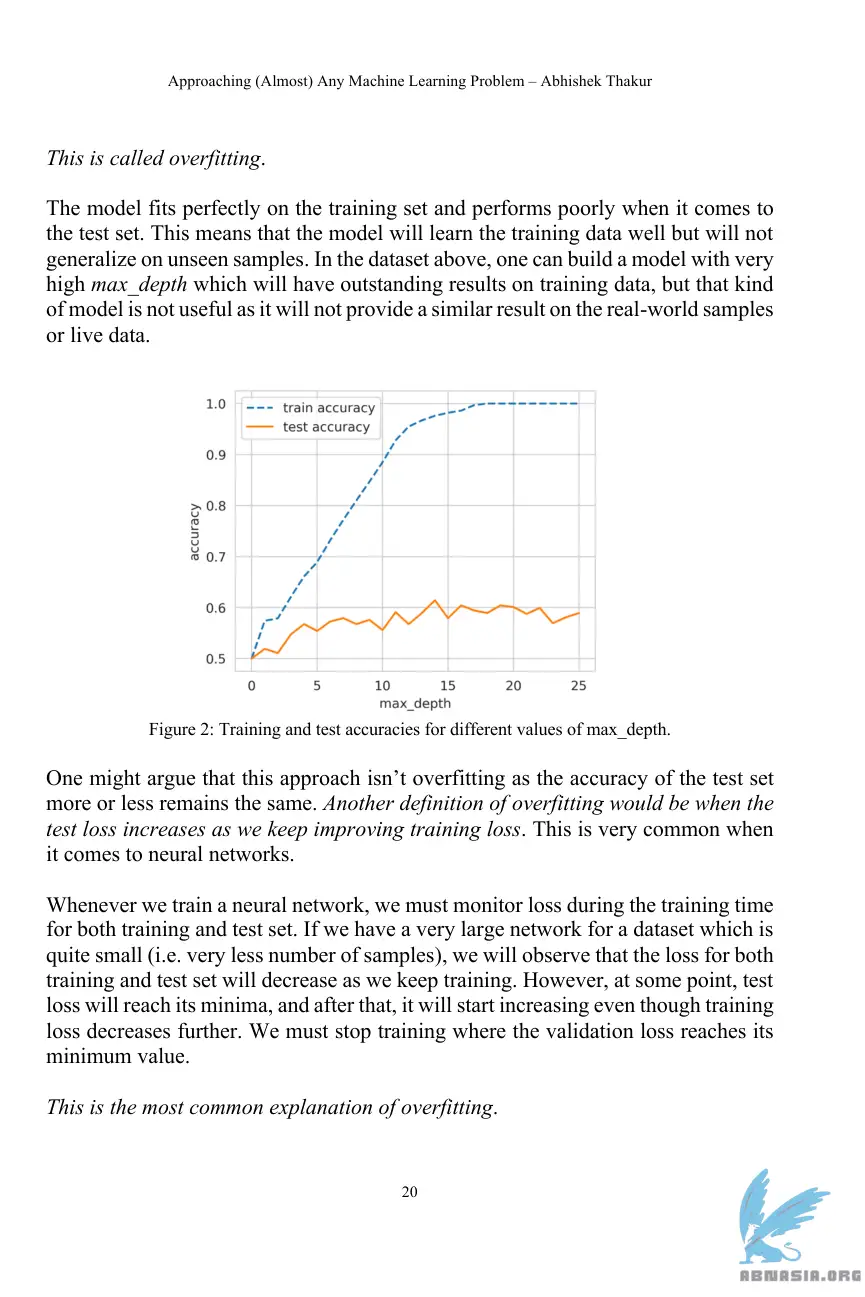 Approaching (Almost) Any Machine Learning Problem – Abhishek Thakur
This is called overfitting.
The model fits perfectly on the training set and performs poorly when it comes to
the test set. This means that the model will learn the training data well but will not
generalize on unseen samples. In the dataset above, one can build a model with very
high max_depth which will have outstanding results on training data, but that kind
of model is not useful as it will not provide a similar result on the real-world samples
or live data.
1.0
train accuracy
test accuracy
0.9
0.8
accuracy
0.7
0.6
0.5
0 5 10 15 20 25
max_depth
Figure 2: Training and test accuracies for different values of max_depth.
One might argue that this approach isn’t overfitting as the accuracy of the test set
more or less remains the same. Another definition of overfitting would be when the
test loss increases as we keep improving training loss. This is very common when
it comes to neural networks.
Whenever we train a neural network, we must monitor loss during the training time
for both training and test set. If we have a very large network for a dataset which is
quite small (i.e. very less number of samples), we will observe that the loss for both
training and test set will decrease as we keep training. However, at some point, test
loss will reach its minima, and after that, it will start increasing even though training
loss decreases further. We must stop training where the validation loss reaches its
minimum value.
This is the most common explanation of overfitting.
20
ABNASIA.ORG